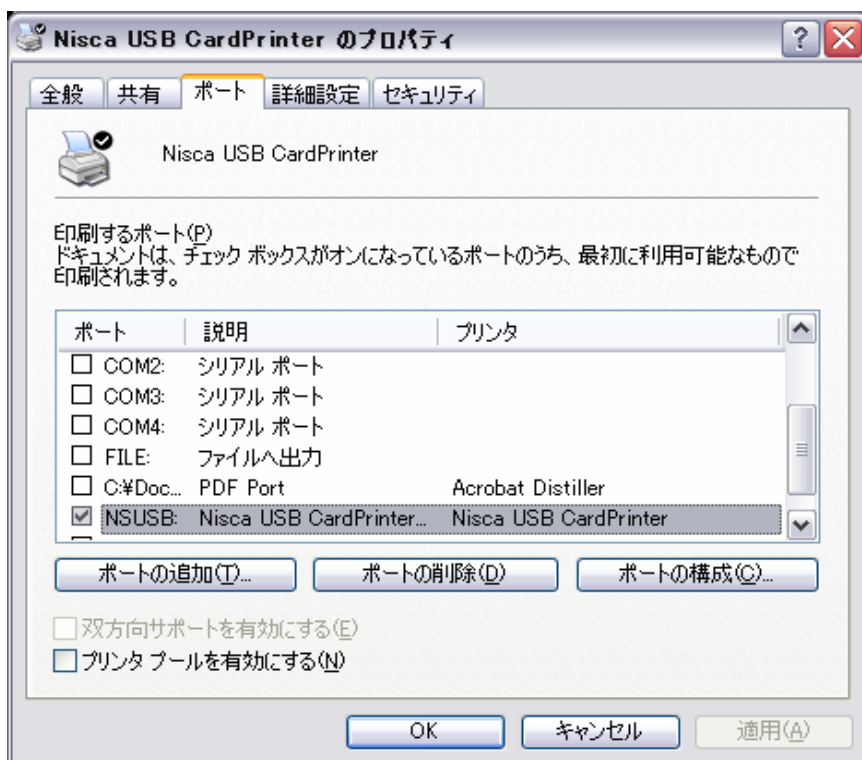 Nisca USB CardPrinter のプロパティ
全般 共有 ポート 詳細設定 セキュリティ
Nisca USB CardPrinter
印刷するポート(P)
ドキュメントは、チェック ボックスがオンになっているポートのうち、最初に利用可能なもので
印刷されます。
ポート 説明 プリンタ
COM2: シリアル ポート
COM3: シリアル ポート
COM4: シリアル ポート
FILE: ファイルへ出力
C:¥Doc... PDF Port Acrobat Distiller
NSUSB: Nisca USB CardPrinter... Nisca USB CardPrinter
ポートの追加(T)... ポートの削除(D) ポートの構成(C)...
双方向サポートを有効にする(E)
プリンタ プールを有効にする(N)
OK キャンセル 適用(A)